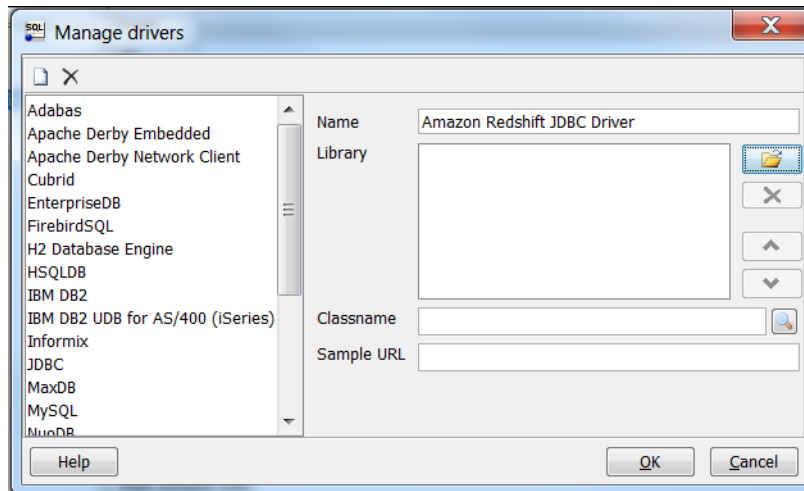 SQL
Manage drivers
X
Adabas
Apache Derby Embedded
Apache Derby Network Client
Cubrid
EnterpriseDB
FirebirdSQL
H2 Database Engine
HSQLDB
IBM DB2
IBM DB2 UDB for AS/400 (iSeries)
Informix
JDBC
MaxDB
MySQL
NuoDB
Name
Amazon Redshift JDBC Driver
Library
Classname
Sample URL
Help
OK
Cancel